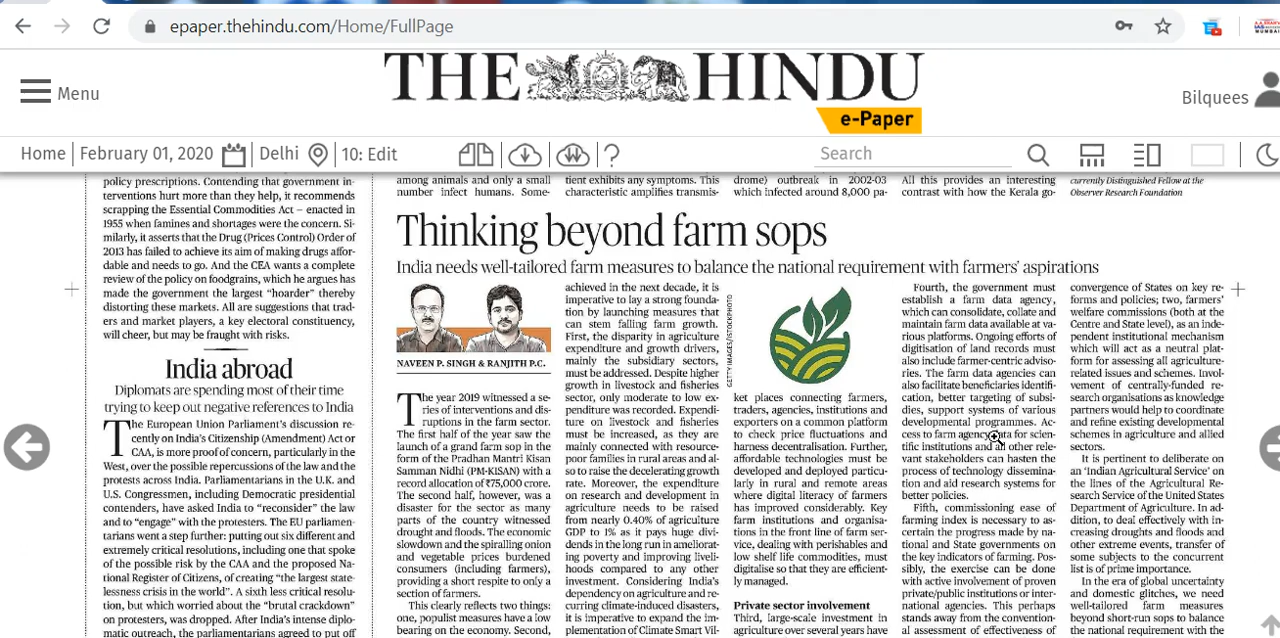 epaper.thehindu.com/Home/FullPage
Menu
THE HINDU
e-Paper
Bilquees
Home
February 01, 2020
Delhi
10: Edit
Search
policy prescriptions. Contending that government in-
terventions hurt more than they help, it recommends
scrapping the Essential Commodities Act – enacted in
1955 when famines and shortages were the concern. Si-
milarly, it asserts that the Drug (Prices Control) Order of
2013 has failed to achieve its aim of making drugs affor-
dable and needs to go. And the CEA wants a complete
review of the policy on foodgrains, which he argues has
made the government the largest “hoarder” thereby
distorting these markets. All are suggestions that trad-
ers and market players, a key electoral constituency,
will cheer, but may be fraught with risks.
India abroad
Diplomats are spending most of their time
trying to keep out negative references to India
The European Union Parliament’s discussion re-
cently on India’s Citizenship (Amendment) Act or
CAA, is more proof of concern, particularly in the
West, over the possible repercussions of the law and the
protests across India. Parliamentarians in the U.K. and
U.S. Congressmen, including Democratic presidential
contenders, have asked India to “reconsider” the law
and to “engage” with the protesters. The EU parliamen-
tarians went a step further: putting out six different and
extremely critical resolutions, including one that spoke
of the possible risk by the CAA and the proposed Na-
tional Register of Citizens, of creating “the largest state-
lessness crisis in the world”. A sixth less critical resolu-
tion, but which worried about the “brutal crackdown”
on protesters, was dropped. After India’s intense diplo-
matic outreach, the parliamentarians agreed to put off
among animals and only a small
number infect humans. Some-
tient exhibits any symptoms. This
characteristic amplifies transmis-
drome) outbreak in 2002-03
which infected around 8,000 pa-
All this provides an interesting
contrast with how the Kerala go-
currently Distinguished Fellow at the
Observer Research Foundation
Thinking beyond farm sops
India needs well-tailored farm measures to balance the national requirement with farmers’ aspirations
NAVEEN P. SINGH & RANJITH P.C.
The year 2019 witnessed a se-
ries of interventions and dis-
ruptions in the farm sector.
The first half of the year saw the
launch of a grand farm sop in the
form of the Pradhan Mantri Kisan
Samman Nidhi (PM-KISAN) with a
record allocation of ₹75,000 crore.
The second half, however, was a
disaster for the sector as many
parts of the country witnessed
drought and floods. The economic
slowdown and the spiralling onion
and vegetable prices burdened
consumers (including farmers),
providing a short respite to only a
section of farmers.
This clearly reflects two things:
one, populist measures have a low
bearing on the economy. Second,
achieved in the next decade, it is
imperative to lay a strong founda-
tion by launching measures that
can stem falling farm growth.
First, the disparity in agriculture
expenditure and growth drivers,
mainly the subsidiary sectors,
must be addressed. Despite higher
growth in livestock and fisheries
sector, only moderate to low ex-
penditure was recorded. Expendi-
ture on livestock and fisheries
must be increased, as they are
mainly connected with resource-
poor families in rural areas and al-
so to raise the decelerating growth
rate. Moreover, the expenditure
on research and development in
agriculture needs to be raised
from nearly 0.40% of agriculture
GDP to 1% as it pays huge divi-
dends in the long run in ameliorat-
ing poverty and improving liveli-
hoods compared to any other
investment. Considering India’s
dependency on agriculture and re-
curring climate-induced disasters,
it is imperative to expand the im-
plementation of Climate Smart Vil-
GETTY IMAGES/ISTOCKPHOTO
ket places connecting farmers,
traders, agencies, institutions and
exporters on a common platform
to check price fluctuations and
harness decentralisation. Further,
affordable technologies must be
developed and deployed particu-
larly in rural and remote areas
where digital literacy of farmers
has improved considerably. Key
farm institutions and organisa-
tions in the front line of farm ser-
vice, dealing with perishables and
low shelf life commodities, must
digitalise so that they are efficient-
ly managed.
Private sector involvement
Third, large-scale investment in
agriculture over several years have
Fourth, the government must
establish a farm data agency,
which can consolidate, collate and
maintain farm data available at va-
rious platforms. Ongoing efforts of
digitisation of land records must
also include farmer-centric adviso-
ries. The farm data agencies can
also facilitate beneficiaries identifi-
cation, better targeting of subsi-
dies, support systems of various
developmental programmes. Ac-
cess to farm agency data for scien-
tific institutions and all other rele-
vant stakeholders can hasten the
process of technology dissemina-
tion and aid research systems for
better policies.
Fifth, commissioning ease of
farming index is necessary to as-
certain the progress made by na-
tional and State governments on
the key indicators of farming. Pos-
sibly, the exercise can be done
with active involvement of proven
private/public institutions or inter-
national agencies. This perhaps
stands away from the convention-
al assessment of effectiveness of
convergence of States on key re-
forms and policies; two, farmers’
welfare commissions (both at the
Centre and State level), as an inde-
pendent institutional mechanism
which will act as a neutral plat-
form for assessing all agriculture-
related issues and schemes. Invol-
vement of centrally-funded re-
search organisations as knowledge
partners would help to coordinate
and refine existing developmental
schemes in agriculture and allied
sectors.
It is pertinent to deliberate on
an ‘Indian Agricultural Service’ on
the lines of the Agricultural Re-
search Service of the United States
Department of Agriculture. In ad-
dition, to deal effectively with in-
creasing droughts and floods and
other extreme events, transfer of
some subjects to the concurrent
list is of prime importance.
In the era of global uncertainty
and domestic glitches, we need
well-tailored farm measures
beyond short-run sops to balance
the national requirement with the